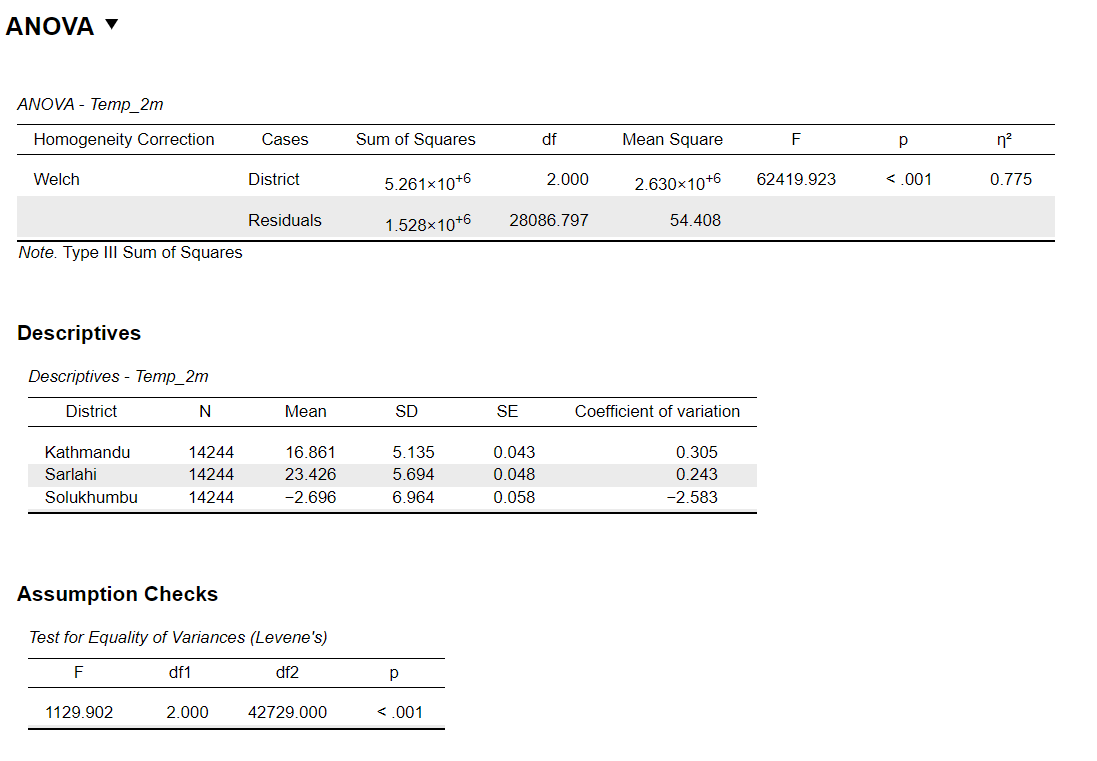 ANOVA ▼
ANOVA - Temp_2m
Homogeneity Correction Cases Sum of Squares df Mean Square F p η²
Welch District 5.261×10+6 2.000 2.630×10+6 62419.923 < .001 0.775
Residuals 1.528×10+6 28086.797 54.408
Note. Type III Sum of Squares
Descriptives
Descriptives - Temp_2m
District N Mean SD SE Coefficient of variation
Kathmandu 14244 16.861 5.135 0.043 0.305
Sarlahi 14244 23.426 5.694 0.048 0.243
Solukhumbu 14244 −2.696 6.964 0.058 −2.583
Assumption Checks
Test for Equality of Variances (Levene's)
F df1 df2 p
1129.902 2.000 42729.000 < .001